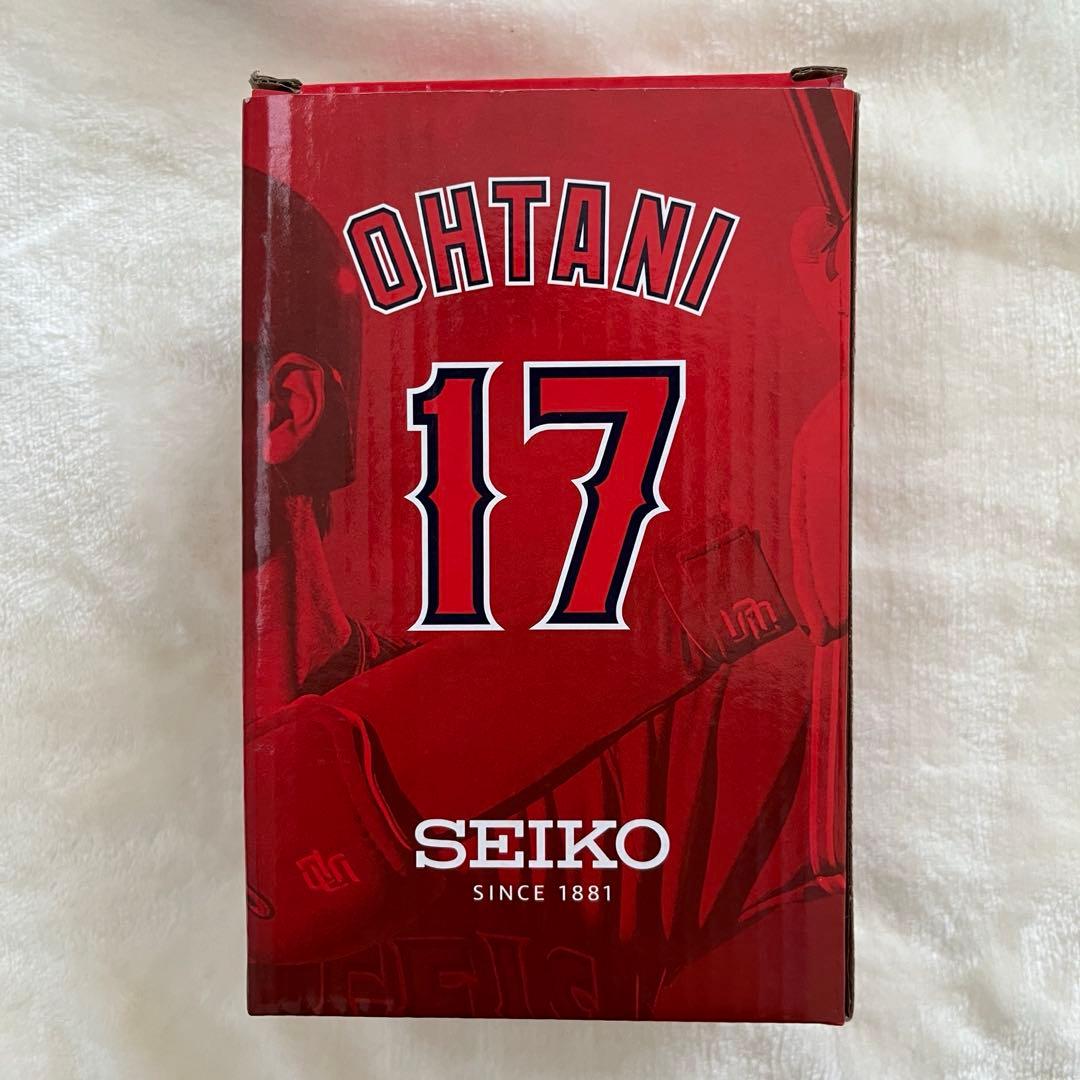 OHTANI
17
SEIKO
SINCE 1881